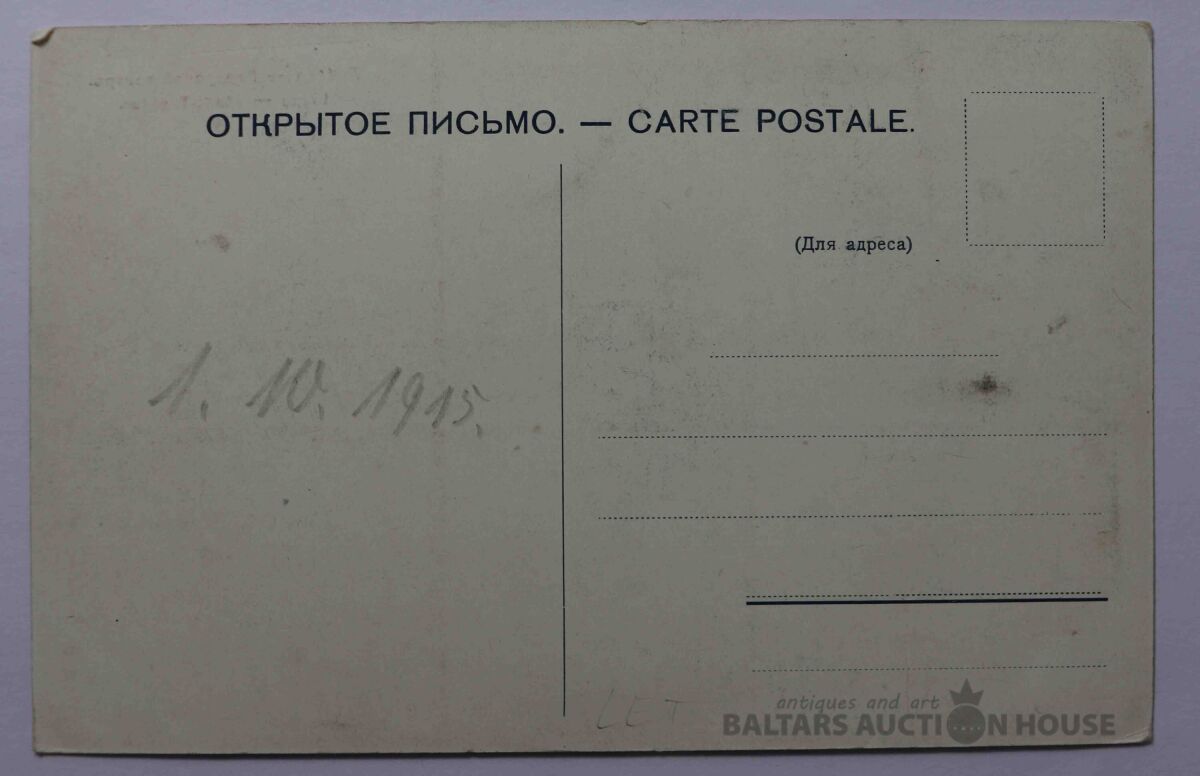 ОТКРЫТОЕ ПИСЬМО. — CARTE POSTALE.
(Для адреса)
1. 10. 1915.
LET
antiques and art
BALTARS AUCTION HOUSE